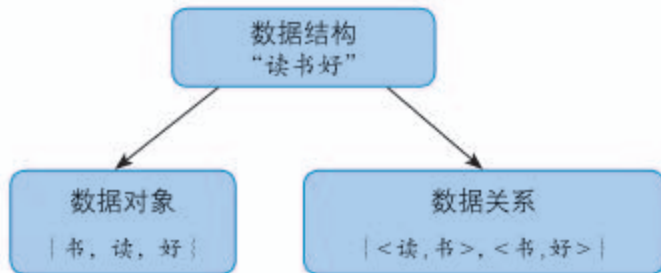 数据结构
“读书好”
数据对象
{书, 读, 好}
数据关系
{<读,书>, <书,好>}